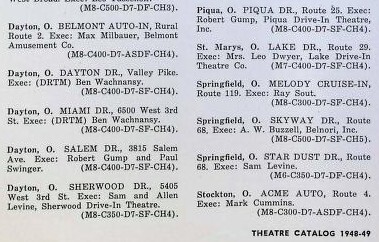 (M8-C500-D7-DF-CH3).
Dayton, O. BELMONT AUTO-IN, Rural
Route 2. Exec: Max Milbauer, Belmont
Amusement Co.
(M8-C400-D7-ASDF-CH4).
Dayton, O. DAYTON DR., Valley Pike.
Exec: (DRTM) Ben Wachnansy.
(M8-C400-D7-SF-CH4).
Dayton, O. MIAMI DR., 6500 West 3rd
St. Exec: (DRTM) Ben Wachnansy.
(M8-C400-D7-SF-CH4).
Dayton, O. SALEM DR., 3815 Salem
Ave. Exec: Robert Gump and Paul
Swinger. (M8-C400-D7-SF-CH4).
Dayton, O. SHERWOOD DR., 5405
West 3rd St. Exec: Sam and Allen
Levine, Sherwood Drive-In Theatre.
(M8-C350-D7-SF-CH4).
Piqua, O. PIQUA DR., Route 25. Exec:
Robert Gump, Piqua Drive-In Theatre,
Inc. (M8-C400-D7-SF-CH4).
St. Marys, O. LAKE DR., Route 29.
Exec: Mrs. Leo Dwyer, Lake Drive-In
Theatre Co. (M7-C400-D7-SF-CH4).
Springfield, O. MELODY CRUISE-IN,
Route 119. Exec: Ray Sout.
(M8-C300-D7-SF-CH4).
Springfield, O. SKYWAY DR., Route
68. Exec: A. W. Buzzell, Belnori, Inc.
(M8-C500-D7-SF-CH5).
Springfield, O. STAR DUST DR., Route
68. Exec: Sam Levine.
(M6-C350-D7-DF-CH4).
Stockton, O. ACME AUTO, Route 4.
Exec: Mark Cummins.
(M8-C300-D7-ASDF-CH4).
THEATRE CATALOG 1948-49